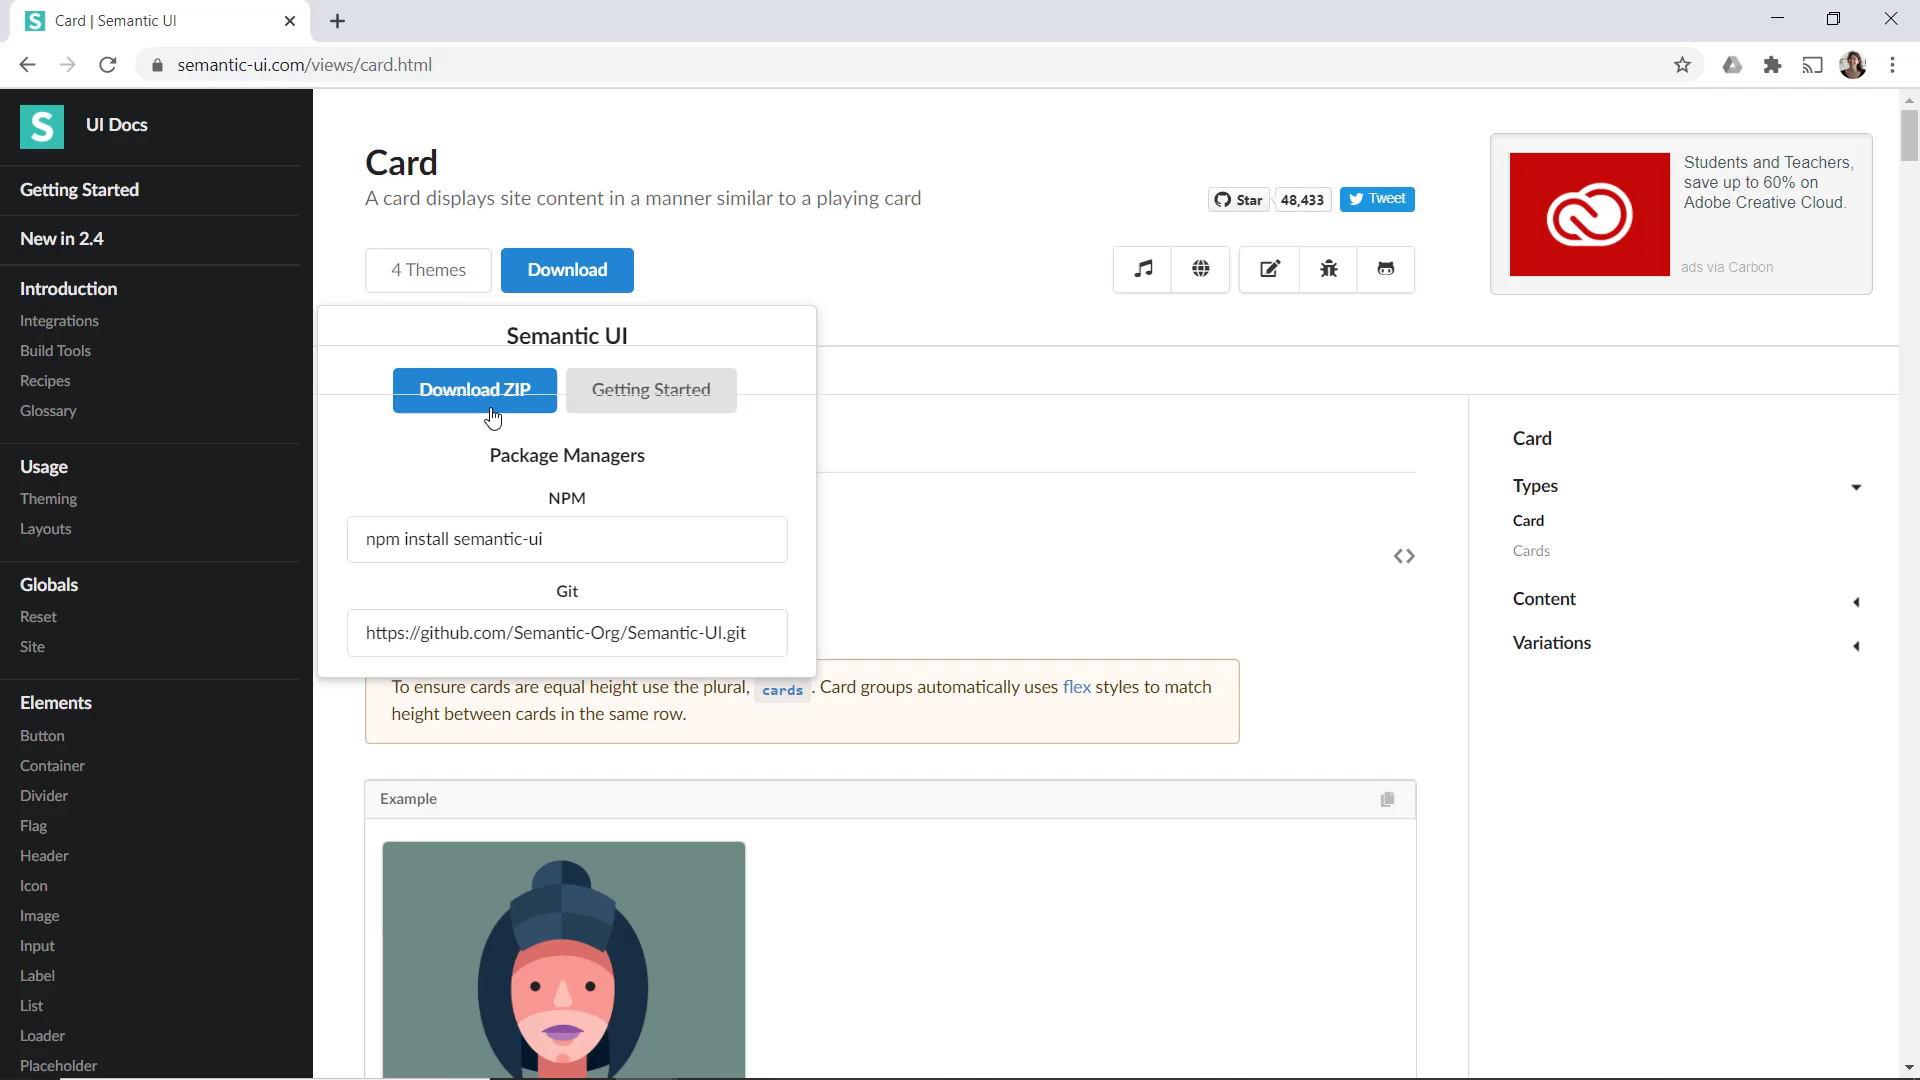 Card | Semantic UI
semantic-ui.com/views/card.html
S
UI Docs
Getting Started
New in 2.4
Introduction
Integrations
Build Tools
Recipes
Glossary
Usage
Theming
Layouts
Globals
Reset
Site
Elements
Button
Container
Divider
Flag
Header
Icon
Image
Input
Label
List
Loader
Placeholder
Card
A card displays site content in a manner similar to a playing card
Star 48,433 Tweet
4 Themes Download
Students and Teachers,
save up to 60% on
Adobe Creative Cloud.
ads via Carbon
Semantic UI
Download ZIP Getting Started
Package Managers
NPM
npm install semantic-ui
Git
https://github.com/Semantic-Org/Semantic-UI.git
To ensure cards are equal height use the plural, cards . Card groups automatically uses flex styles to match
height between cards in the same row.
Example
Card
Types
Card
Cards
Content
Variations